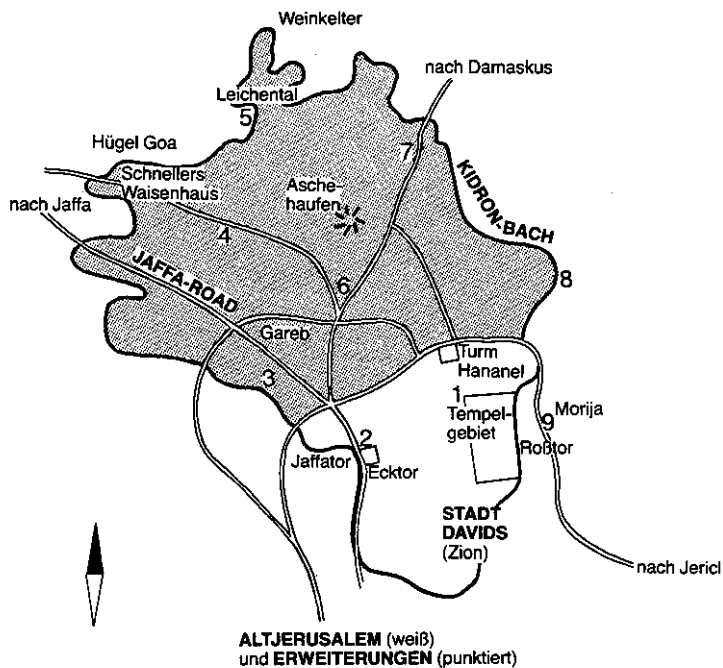 Weinkelter
nach Damaskus
Leichental
5
Hügel Goa
7
Schnellers
Waisenhaus
Asche-
haufen
KIDRON-BACH
nach Jaffa
4
JAFFA-ROAD
6
8
Gareb
Turm
Hananel
3
1
Tempel-
gebiet
Morija
9
2
Roßtor
Jaffator
Ecktor
STADT
DAVIDS
(Zion)
nach Jericl
ALTJERUSALEM (weiß)
und ERWEITERUNGEN (punktiert)